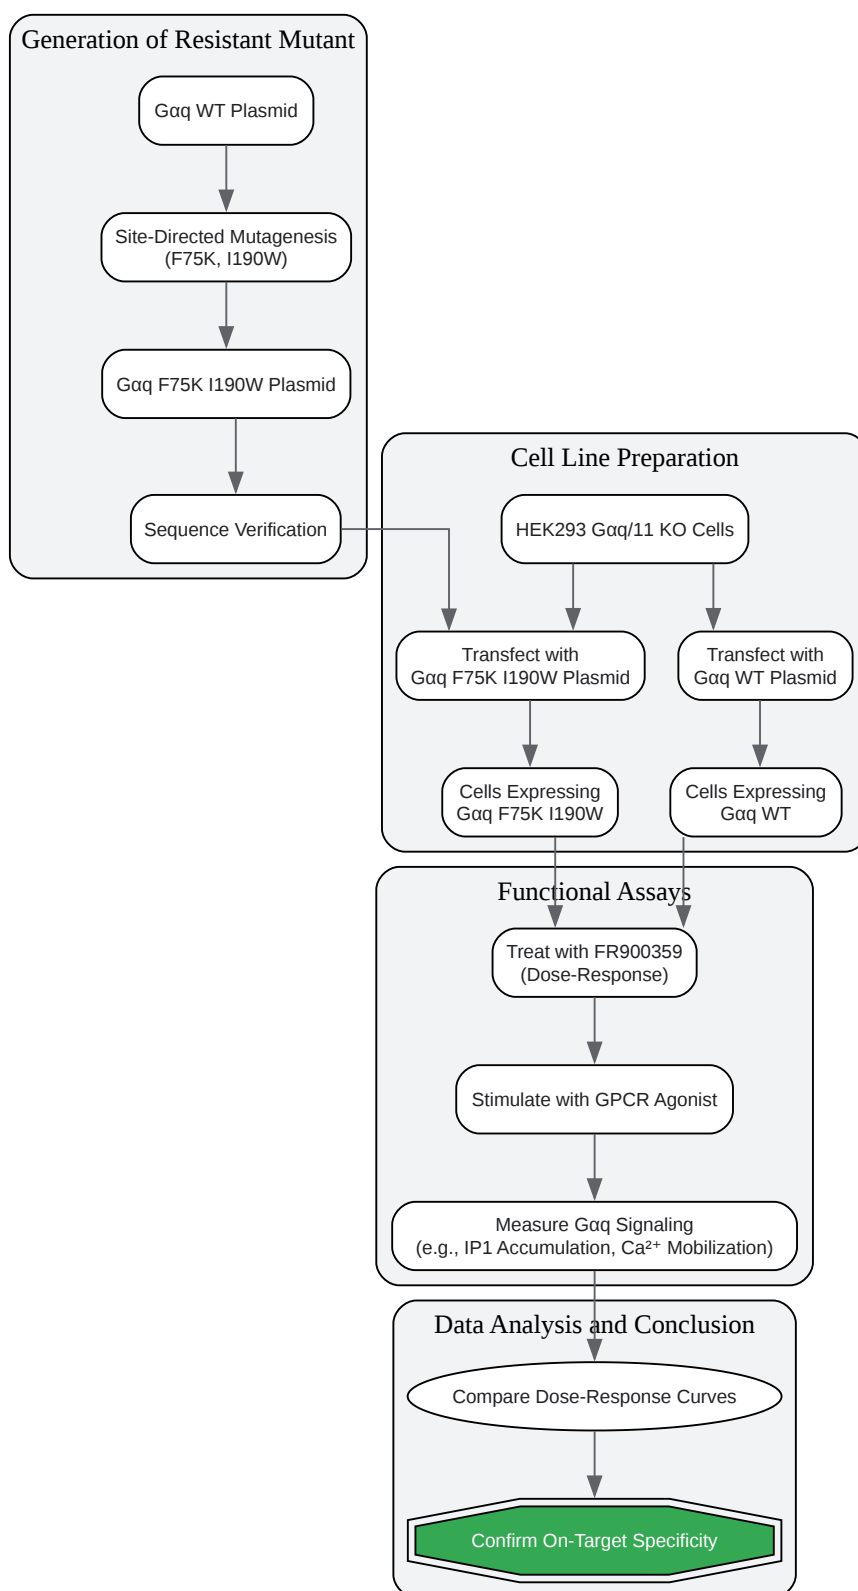 Generation of Resistant Mutant
Gαq WT Plasmid
Site-Directed Mutagenesis
(F75K, I190W)
Gαq F75K I190W Plasmid
Sequence Verification
Cell Line Preparation
HEK293 Gαq/11 KO Cells
Transfect with
Gαq F75K I190W Plasmid
Transfect with
Gαq WT Plasmid
Cells Expressing
Gαq F75K I190W
Cells Expressing
Gαq WT
Functional Assays
Treat with FR900359
(Dose-Response)
Stimulate with GPCR Agonist
Measure Gαq Signaling
(e.g., IP1 Accumulation, Ca²⁺ Mobilization)
Data Analysis and Conclusion
Compare Dose-Response Curves
Confirm On-Target Specificity